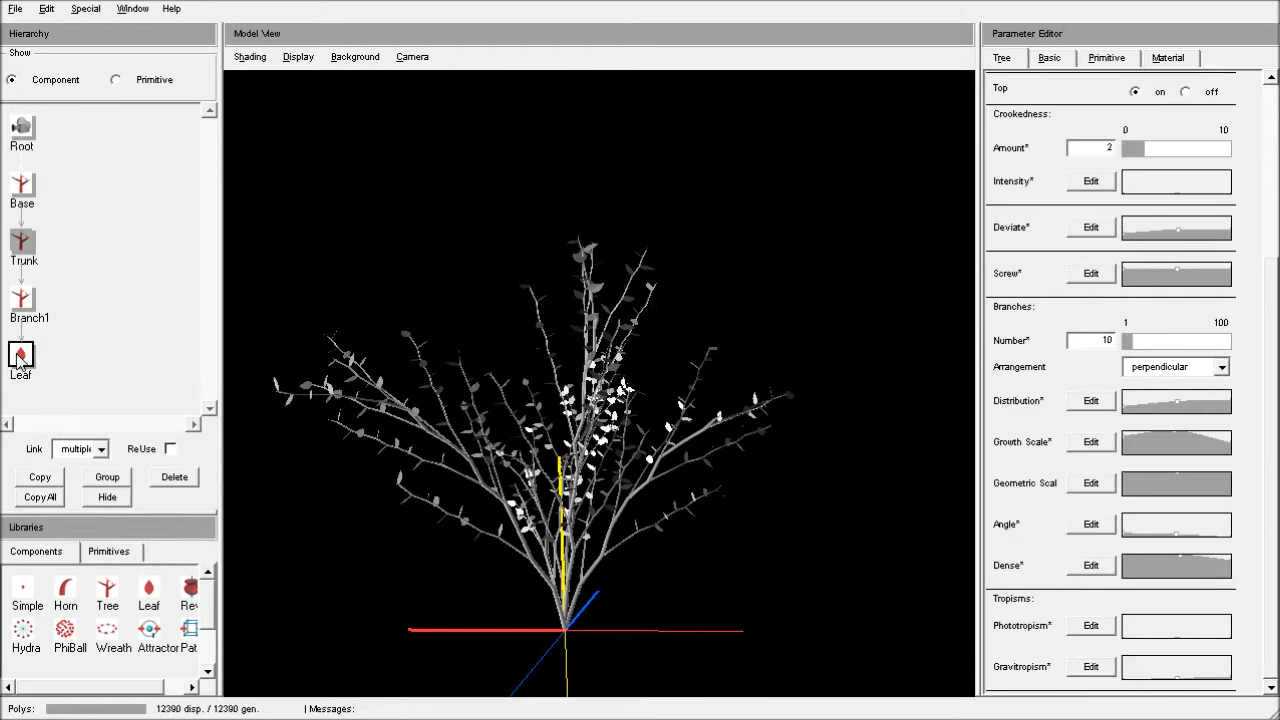 File Edit Special Window Help
Hierarchy
Show
Component Primitive
Root
Base
Trunk
Branch1
Leaf
Link multiple ReUse
Copy Group Delete
Copy All Hide
Libraries
Components Primitives
Simple Horn Tree Leaf Rev
Hydra PhiBall Wreath Attractor Pat
Polys: 12390 disp. / 12390 gen. | Messages:
Model View
Shading Display Background Camera
Parameter Editor
Tree Basic Primitive Material
Top on off
Crookedness:
0 10
Amount* 2
Intensity* Edit
Deviate* Edit
Screw* Edit
Branches:
1 100
Number* 10
Arrangement perpendicular
Distribution* Edit
Growth Scale* Edit
Geometric Scal Edit
Angle* Edit
Dense* Edit
Tropisms:
Phototropism* Edit
Gravitropism* Edit